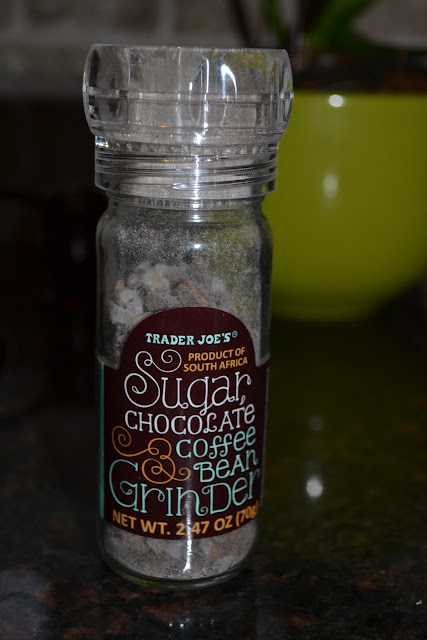 TRADER JOE'S®
PRODUCT OF
SOUTH AFRICA
Sugar,
CHOCOLATE
& COFFEE
BEAN
GRINDER
NET WT. 2.47 OZ (70g)